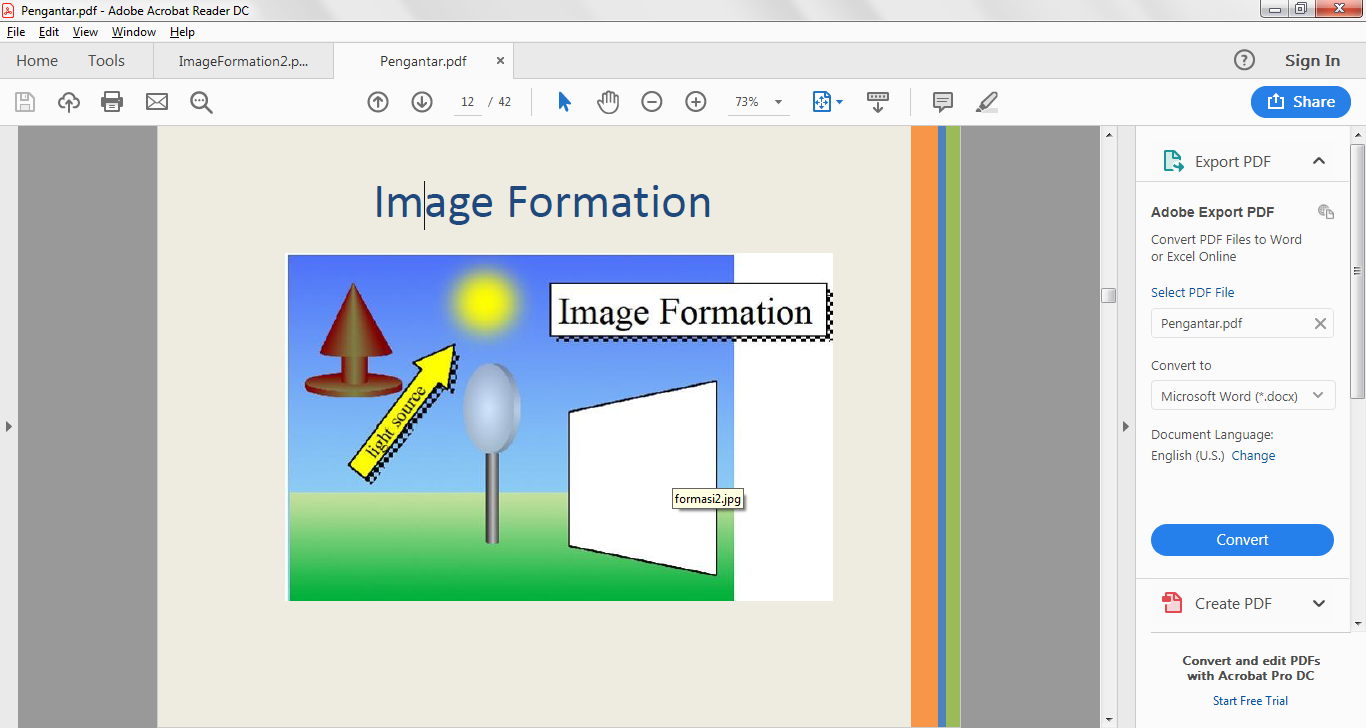 Pengantar.pdf - Adobe Acrobat Reader DC
File Edit View Window Help
Home Tools ImageFormation2.p... Pengantar.pdf × ? Sign In
12 / 42 73% Share
Image Formation
Image Formation
light source
formasi2.jpg
Export PDF
Adobe Export PDF
Convert PDF Files to Word
or Excel Online
Select PDF File
Pengantar.pdf
Convert to
Microsoft Word (*.docx)
Document Language:
English (U.S.) Change
Convert
Create PDF
Convert and edit PDFs
with Acrobat Pro DC
Start Free Trial